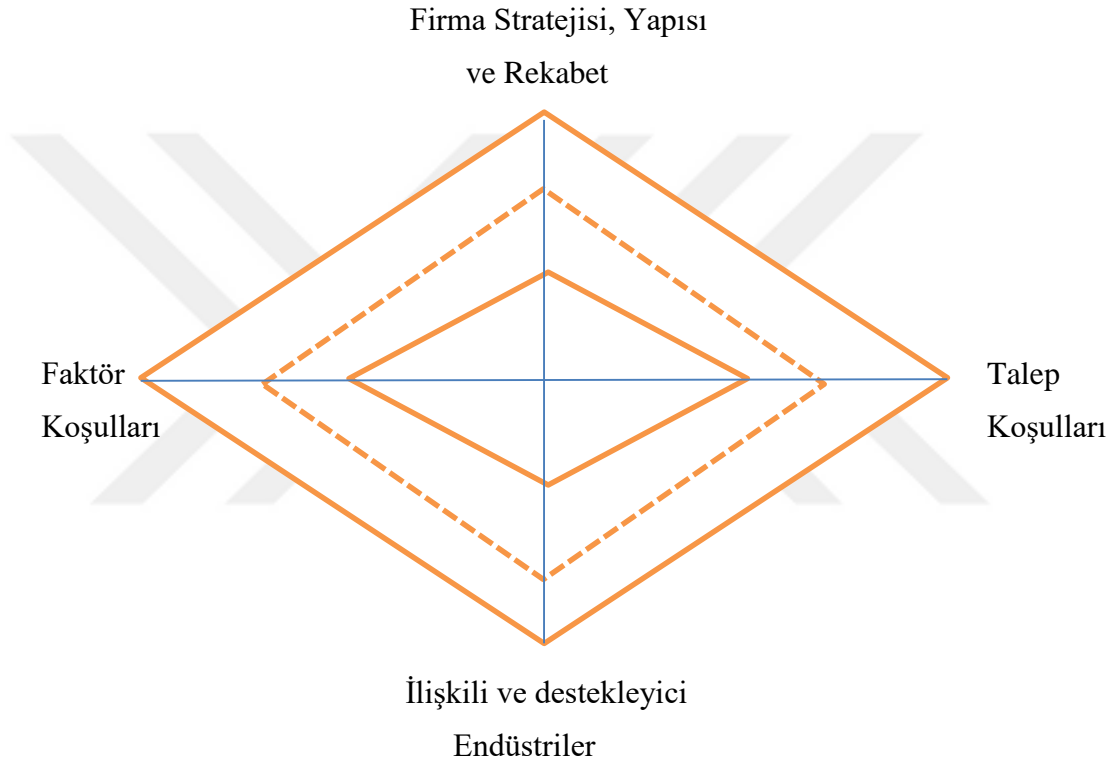 Firma Stratejisi, Yapısı
ve Rekabet
Faktör
Koşulları
Talep
Koşulları
İlişkili ve destekleyici
Endüstriler